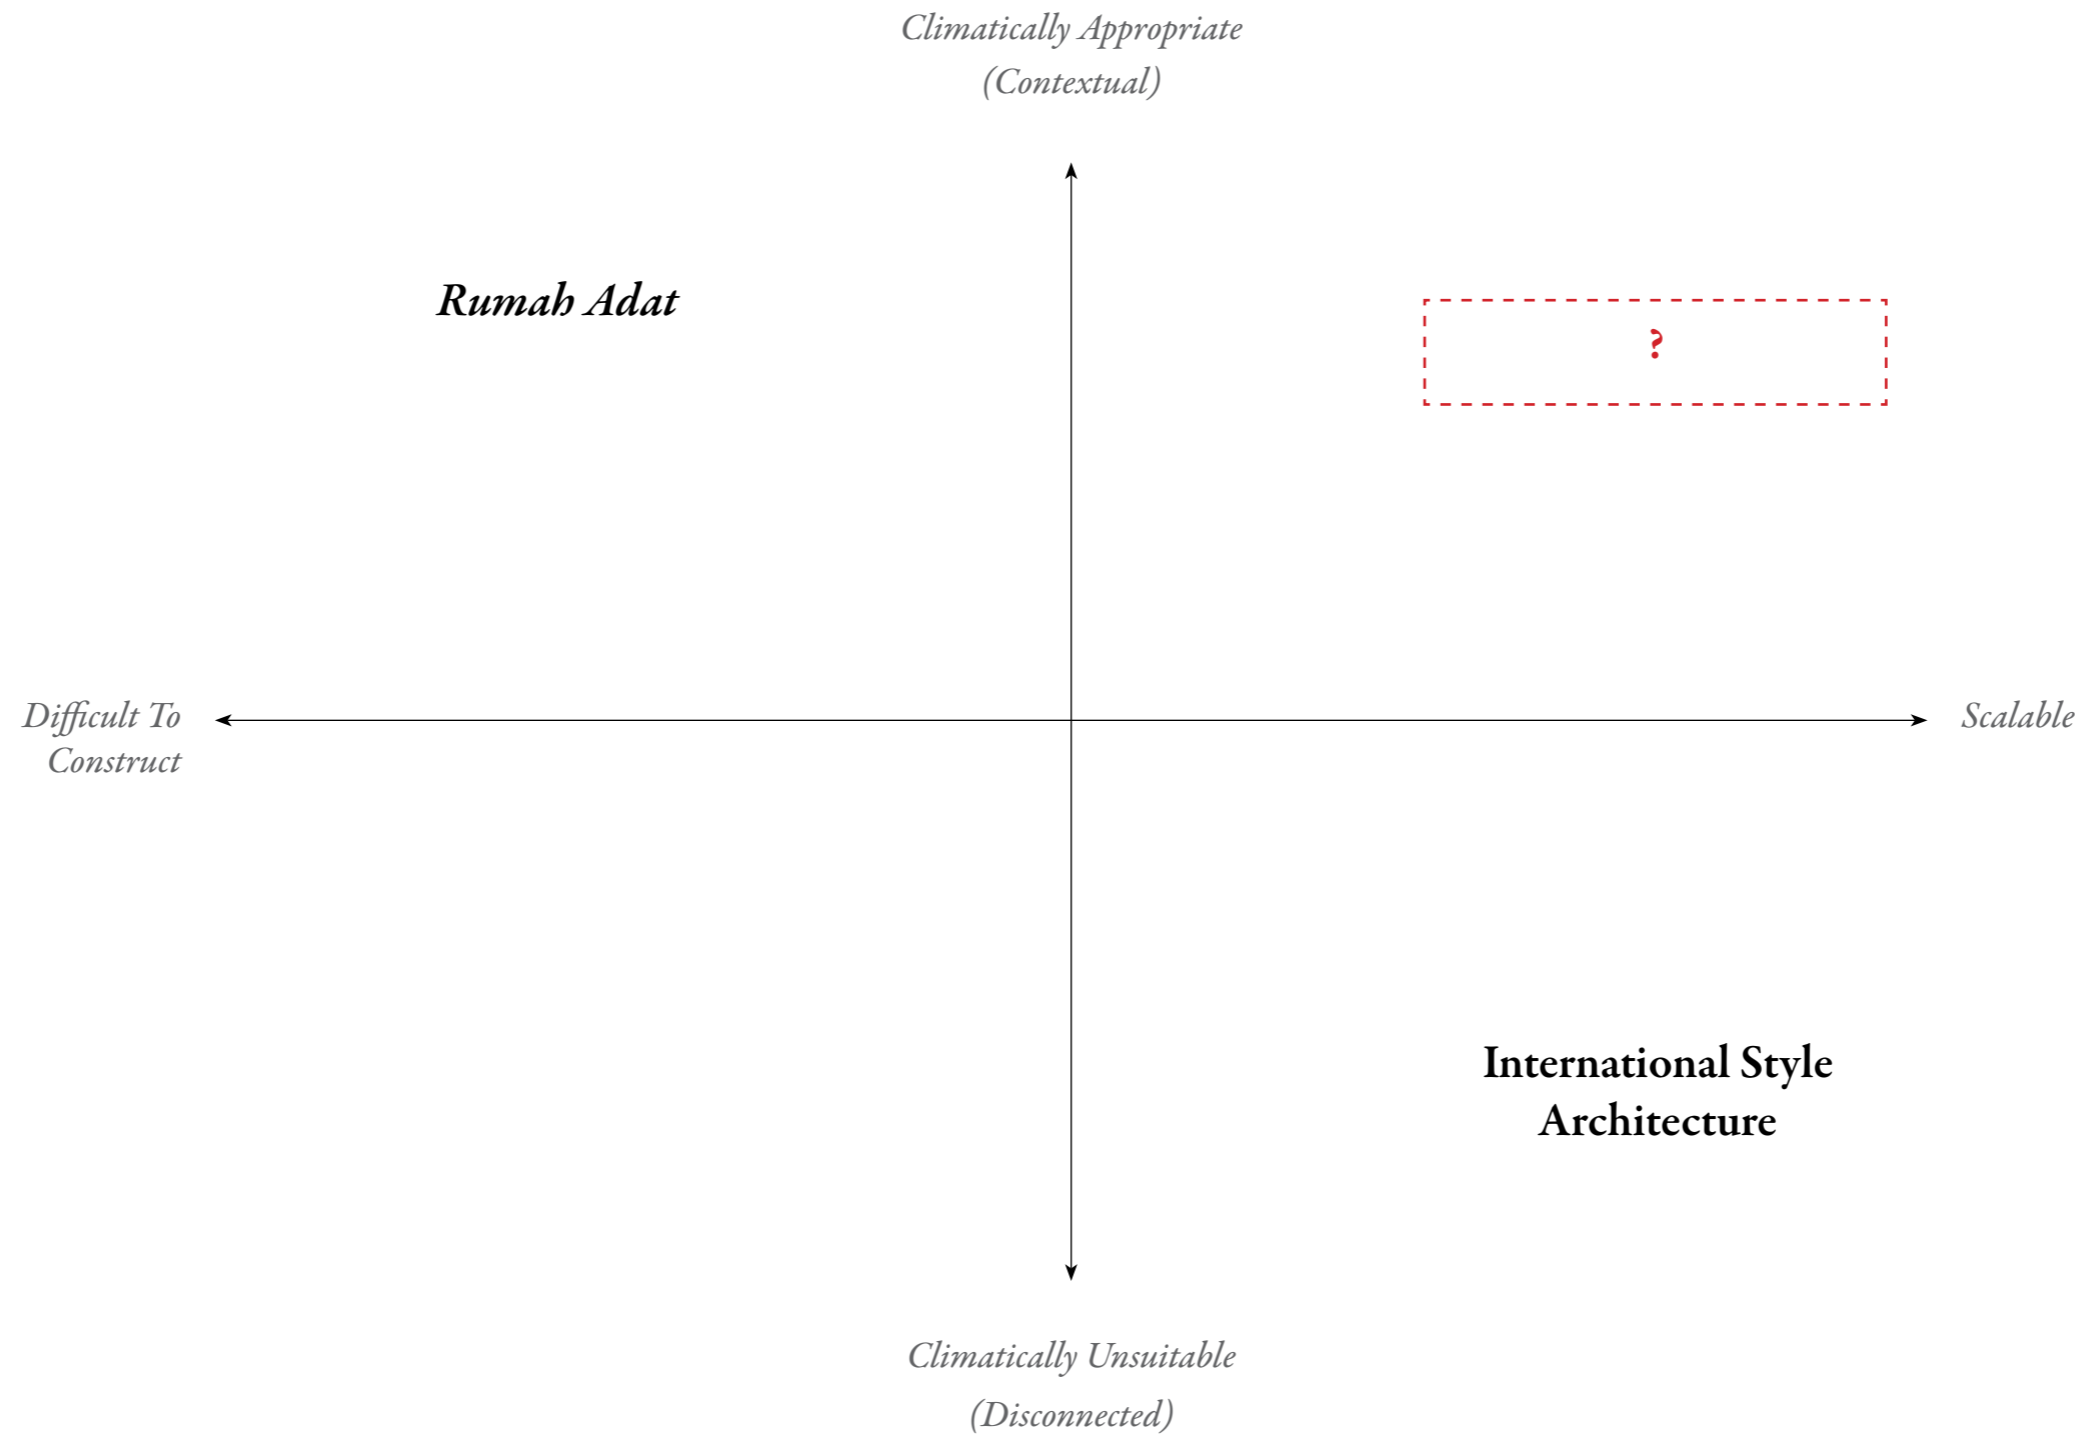 Climatically Appropriate
(Contextual)
Rumah Adat
?
Difficult To
Construct
Scalable
International Style
Architecture
Climatically Unsuitable
(Disconnected)